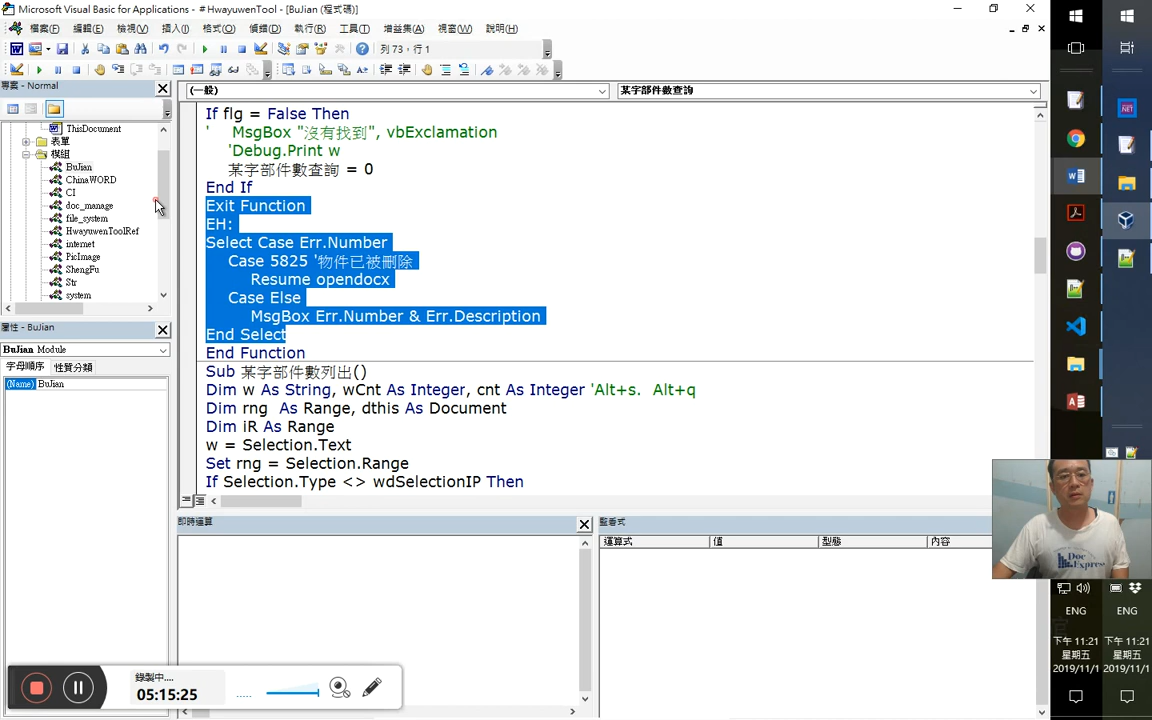 Microsoft Visual Basic for Applications - #HwayuwenTool - [BuJian (程式碼)]
檔案(F) 編輯(E) 檢視(V) 插入(I) 格式(O) 偵錯(D) 執行(R) 工具(T) 增益集(A) 視窗(W) 說明(H)
列 73，行 1
專案 - Normal
ThisDocument
表單
模組
BuJian
ChinaWORD
CI
doc_manage
file_system
HwayuwenToolRef
internet
PicImage
ShengFu
Str
system
屬性 - BuJian
BuJian Module
字母順序 性質分類
(Name) BuJian
(一般) 某字部件數查詢
If flg = False Then
' MsgBox "沒有找到", vbExclamation
'Debug.Print w
某字部件數查詢 = 0
End If
Exit Function
EH:
Select Case Err.Number
Case 5825 '物件已被刪除
Resume opendocx
Case Else
MsgBox Err.Number & Err.Description
End Select
End Function
Sub 某字部件數列出()
Dim w As String, wCnt As Integer, cnt As Integer 'Alt+s. Alt+q
Dim rng As Range, dthis As Document
Dim iR As Range
w = Selection.Text
Set rng = Selection.Range
If Selection.Type <> wdSelectionIP Then
即時運算
監看式
運算式 值 型態 內容
錄製中....
05:15:25
Doc
Express
ENG ENG
下午 11:21 下午 11:21
星期五 星期五
2019/11/1 2019/11/1